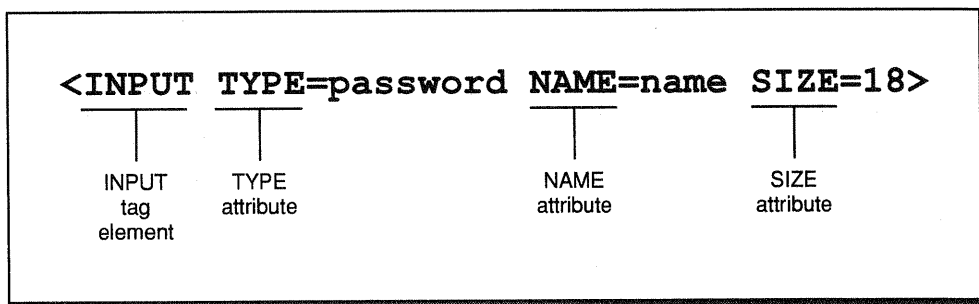 <INPUT TYPE=password NAME=name SIZE=18>
INPUT
tag
element
TYPE
attribute
NAME
attribute
SIZE
attribute